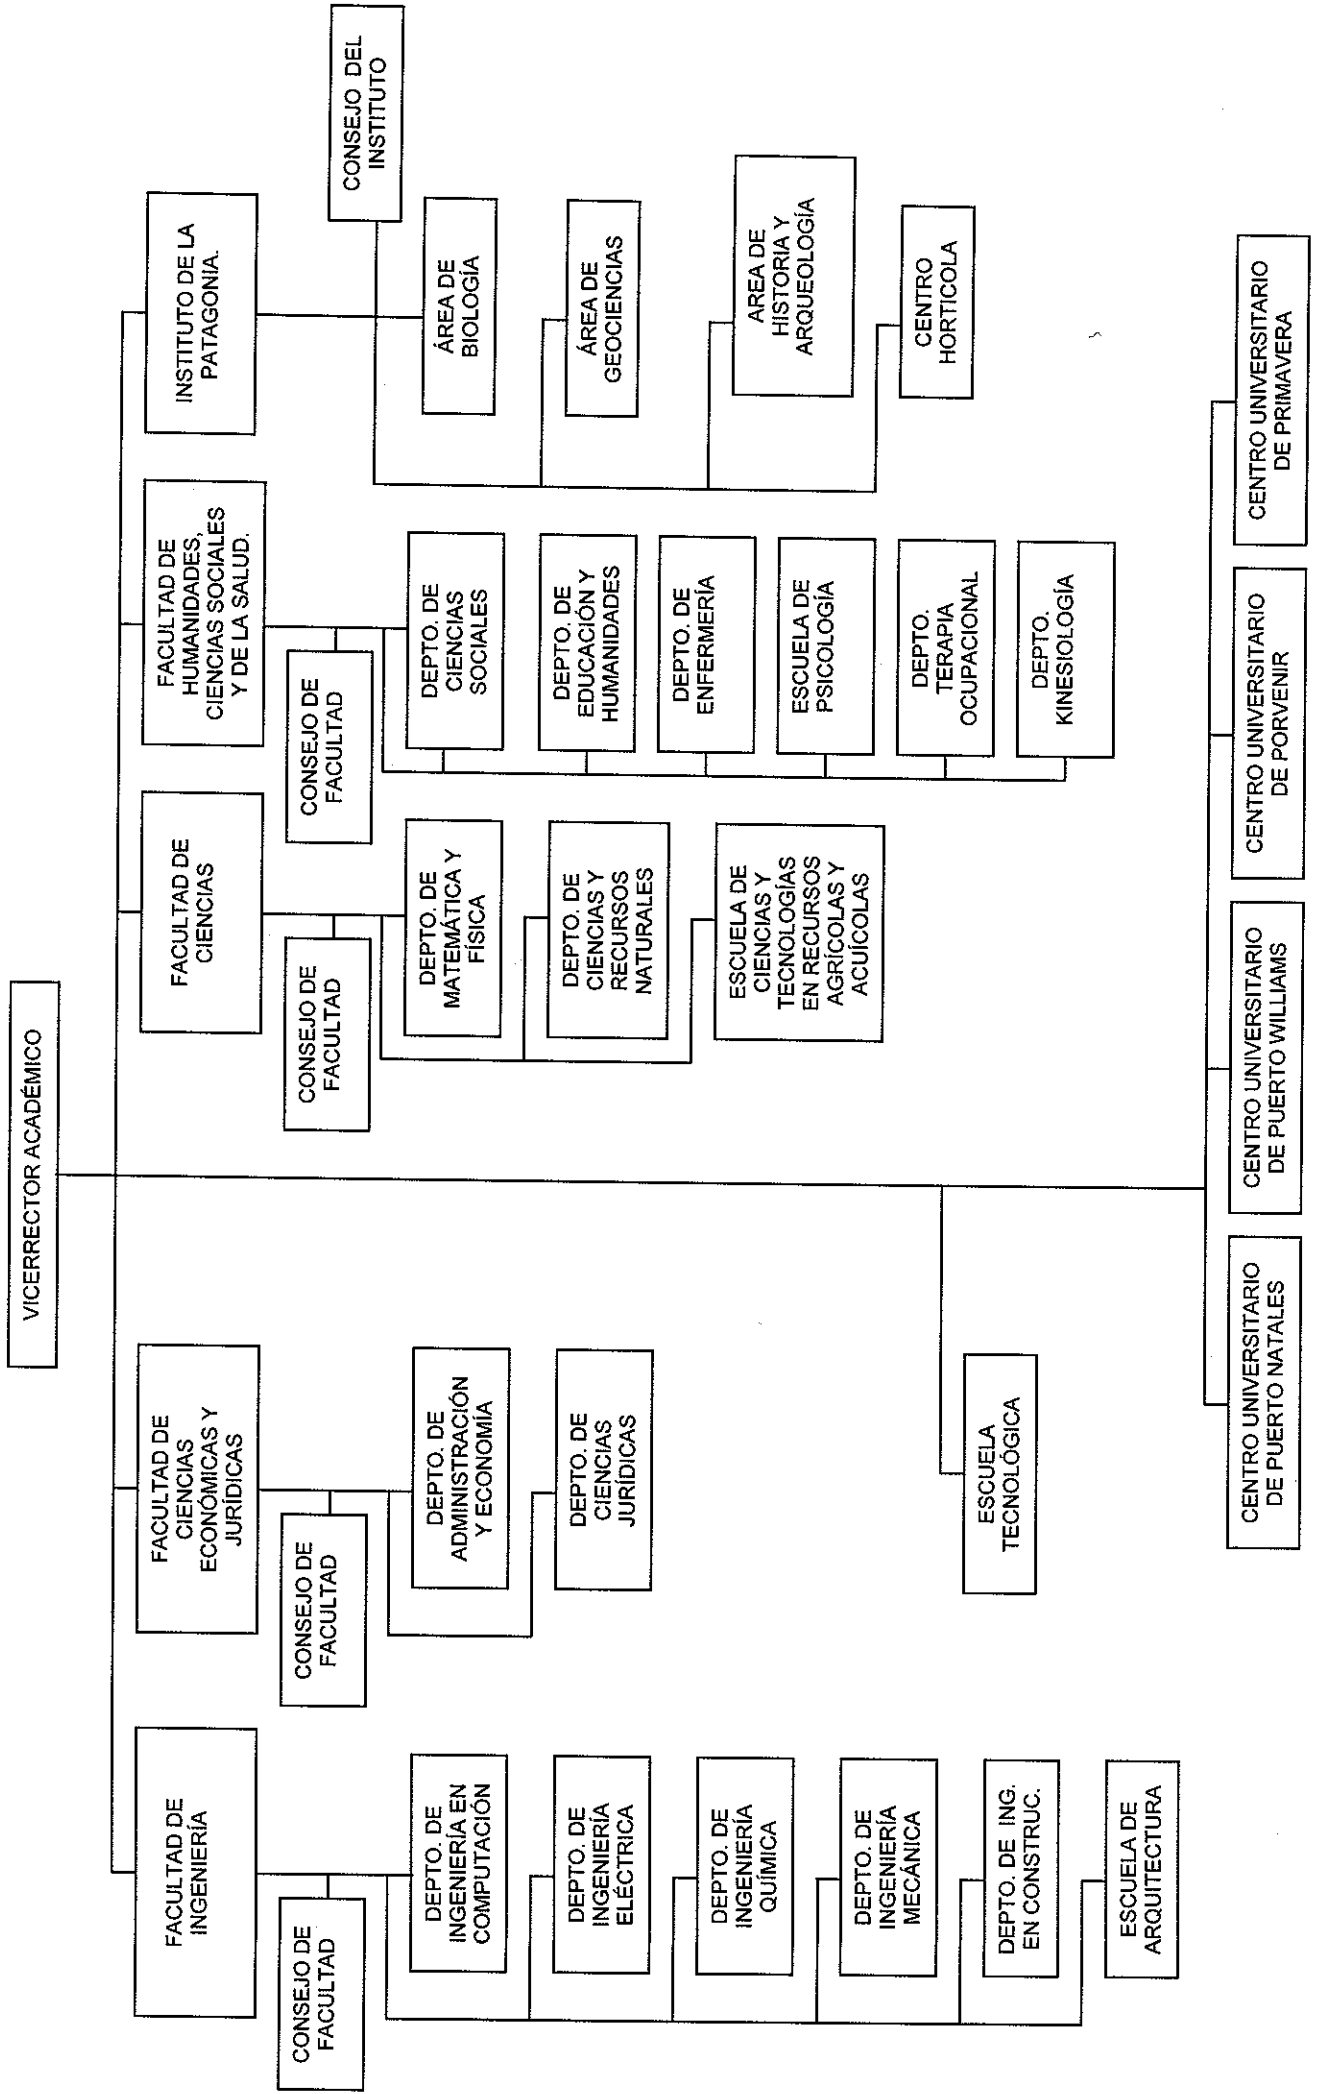 VICERRECTOR ACADÉMICO
FACULTAD DE
INGENIERÍA
CONSEJO DE
FACULTAD
DEPTO. DE
INGENIERÍA EN
COMPUTACIÓN
DEPTO. DE
INGENIERÍA
ELÉCTRICA
DEPTO. DE
INGENIERÍA
QUÍMICA
DEPTO. DE
INGENIERÍA
MECÁNICA
DEPTO. DE ING.
EN CONSTRUC.
ESCUELA DE
ARQUITECTURA
FACULTAD DE
CIENCIAS
ECONÓMICAS Y
JURÍDICAS
CONSEJO DE
FACULTAD
DEPTO. DE
ADMINISTRACIÓN
Y ECONOMÍA
DEPTO. DE
CIENCIAS
JURÍDICAS
FACULTAD DE
CIENCIAS
CONSEJO DE
FACULTAD
DEPTO. DE
MATEMÁTICA Y
FÍSICA
DEPTO. DE
CIENCIAS Y
RECURSOS
NATURALES
ESCUELA DE
CIENCIAS Y
TECNOLOGÍAS
EN RECURSOS
AGRÍCOLAS Y
ACUÍCOLAS
FACULTAD DE
HUMANIDADES,
CIENCIAS SOCIALES
Y DE LA SALUD.
CONSEJO DE
FACULTAD
DEPTO. DE
CIENCIAS
SOCIALES
DEPTO. DE
EDUCACIÓN Y
HUMANIDADES
DEPTO. DE
ENFERMERÍA
ESCUELA DE
PSICOLOGÍA
DEPTO.
TERAPIA
OCUPACIONAL
DEPTO.
KINESIOLOGÍA
INSTITUTO DE LA
PATAGONIA.
CONSEJO DEL
INSTITUTO
ÁREA DE
BIOLOGÍA
ÁREA DE
GEOCIENCIAS
AREA DE
HISTORIA Y
ARQUEOLOGÍA
CENTRO
HORTICOLA
ESCUELA
TECNOLÓGICA
CENTRO UNIVERSITARIO
DE PUERTO NATALES
CENTRO UNIVERSITARIO
DE PUERTO WILLIAMS
CENTRO UNIVERSITARIO
DE PORVENIR
CENTRO UNIVERSITARIO
DE PRIMAVERA